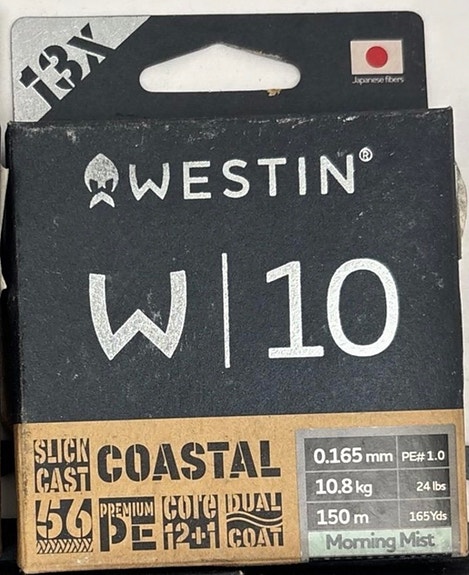 i3x
Japanese fibers
WESTIN®
W|10
SLICK CAST
COASTAL
56
PREMIUM PE
CORE 12+1
DUAL COAT
0.165 mm PE# 1.0
10.8 kg 24 lbs
150 m 165Yds
Morning Mist